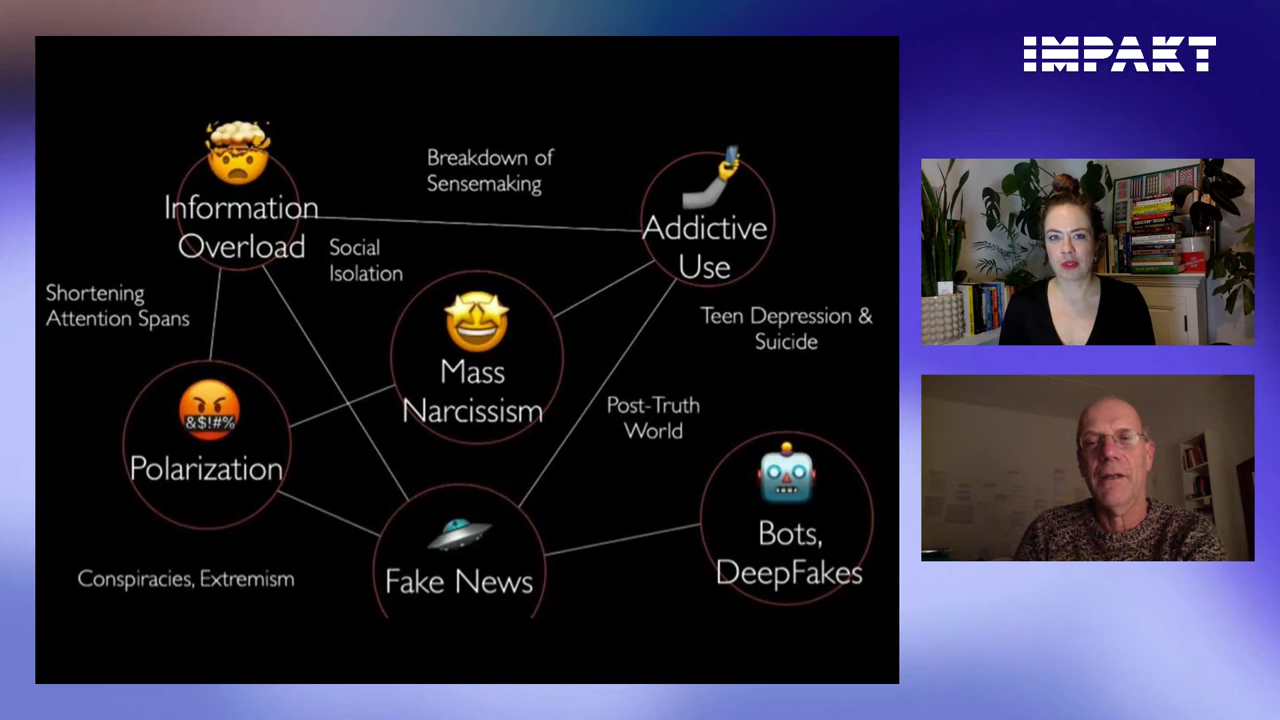 IMPAKT
Breakdown of
Sensemaking
Information
Overload
Addictive
Use
Social
Isolation
Shortening
Attention Spans
Teen Depression &
Suicide
Mass
Narcissism
&$!#%
Polarization
Post-Truth
World
Bots,
DeepFakes
Fake News
Conspiracies, Extremism